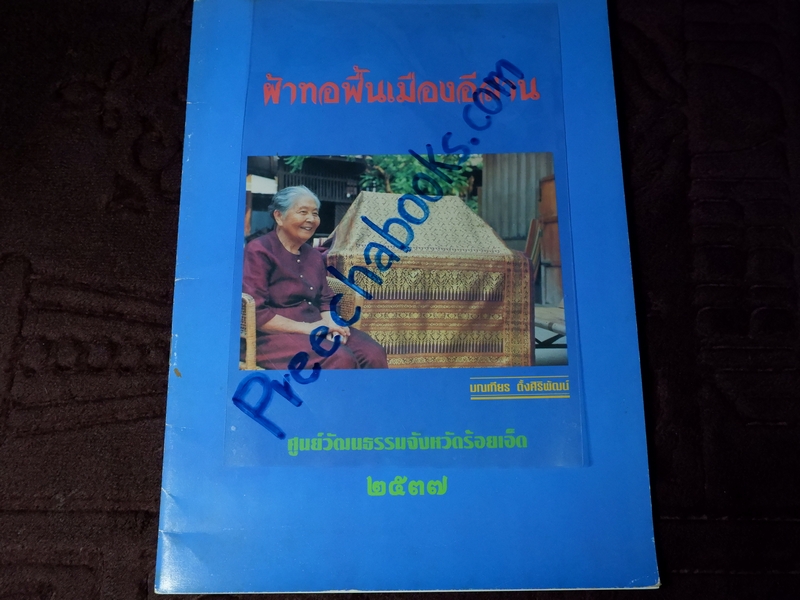 ผ้าทอพื้นเมืองอีสาน
Preechabooks.com
มณเฑียร ตั้งศิริพัฒน์
ศูนย์วัฒนธรรมจังหวัดร้อยเอ็ด
๒๕๓๗